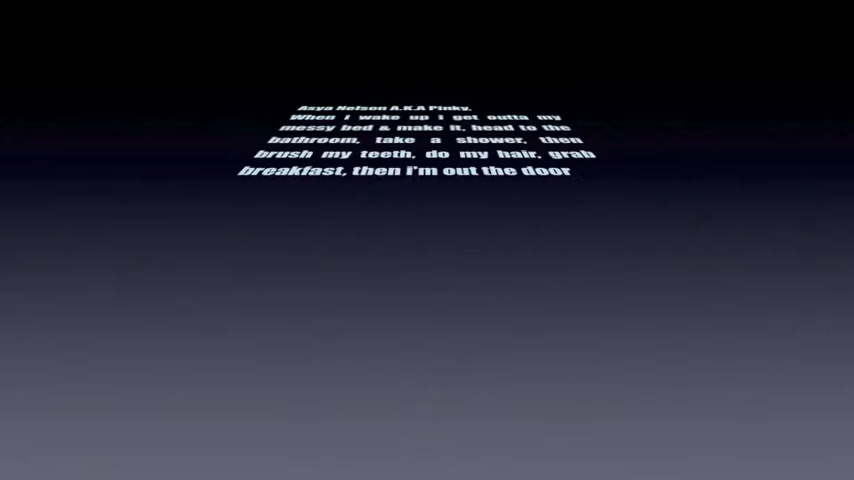 Asya Nelson A.K.A Pinky.
When i wake up i get outta my
messy bed & make it, head to the
bathroom, take a shower, then
brush my teeth, do my hair, grab
breakfast, then i'm out the door